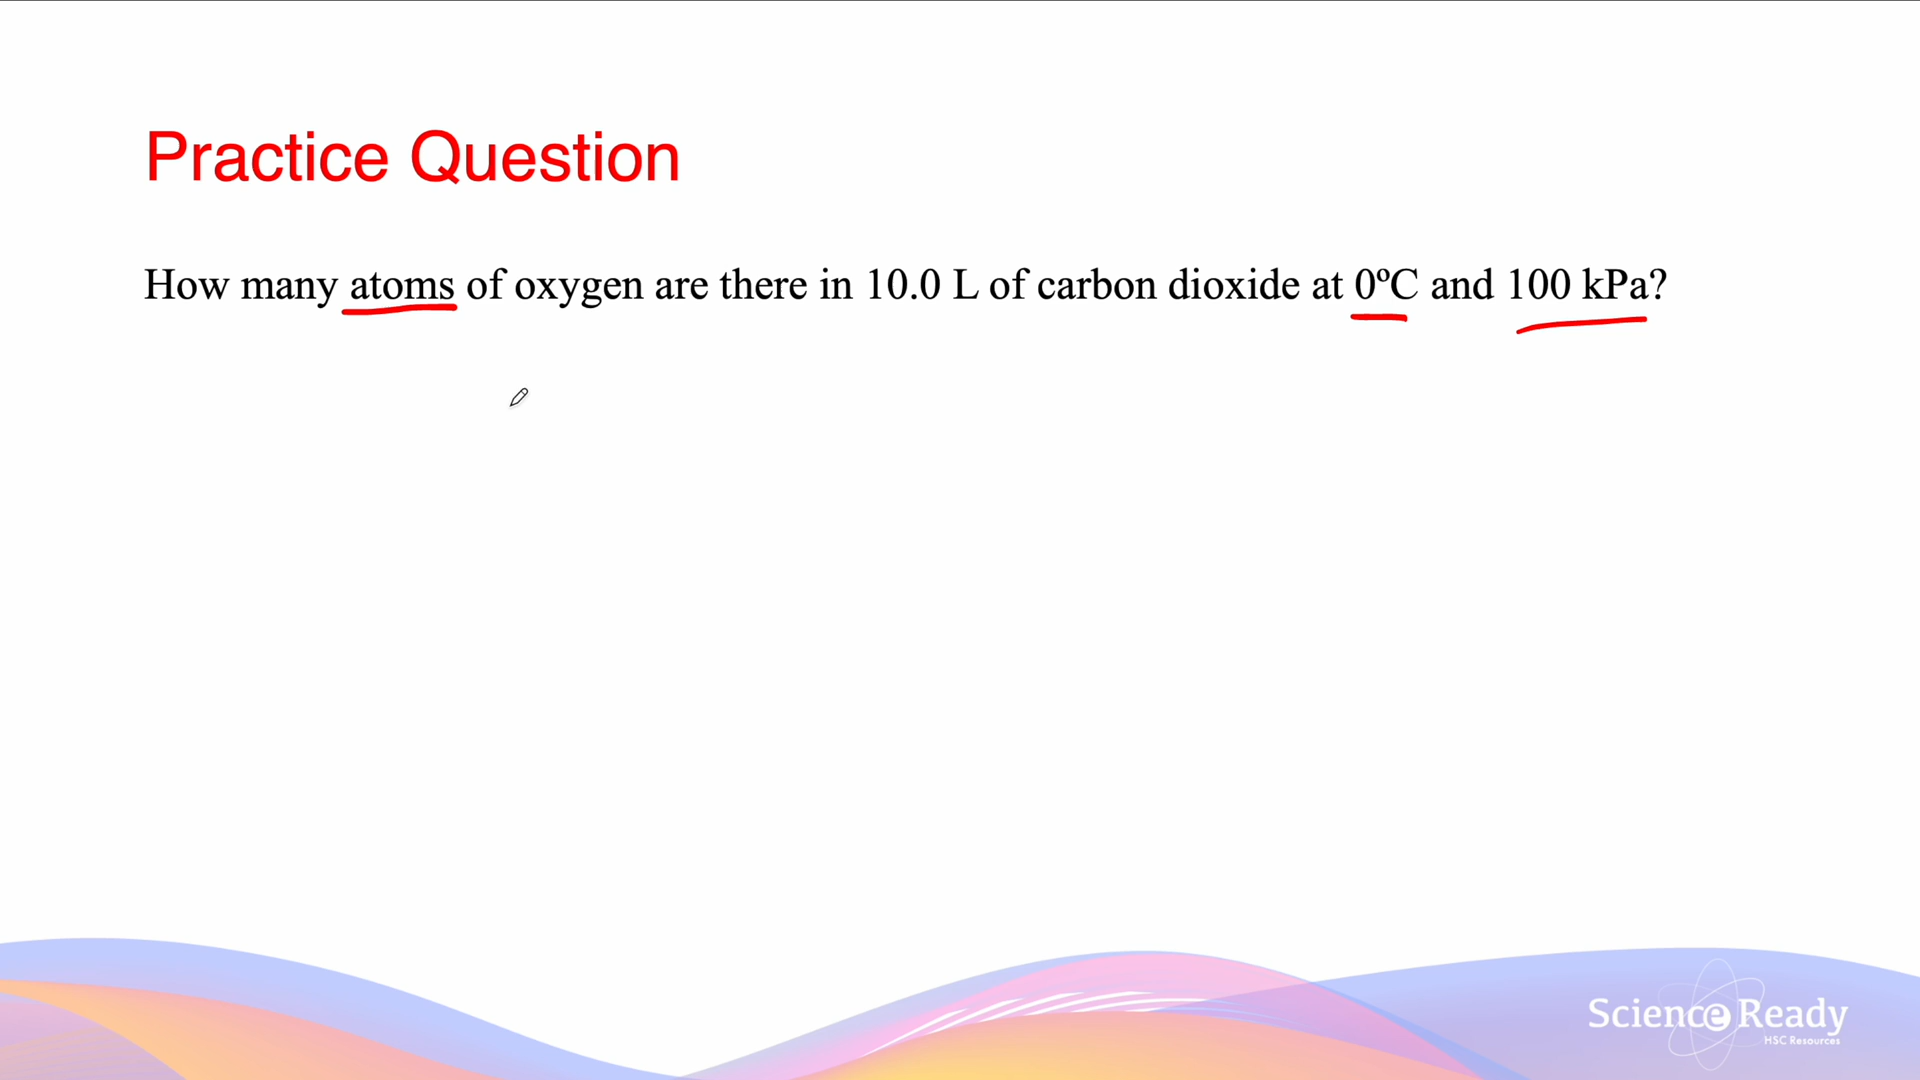 Practice Question
How many atoms of oxygen are there in 10.0 L of carbon dioxide at 0ºC and 100 kPa?
Science Ready
HSC Resources